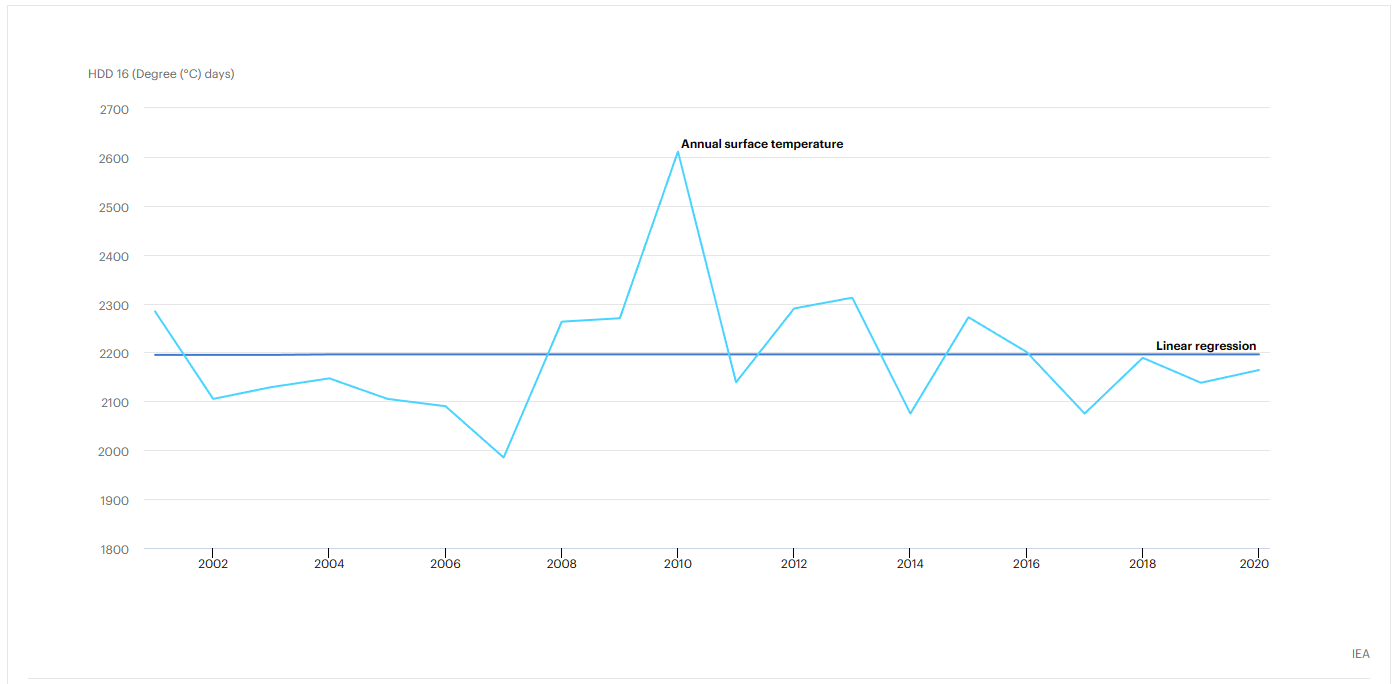 HDD 16 (Degree (°C) days)
2700
Annual surface temperature
2600
2500
2400
2300
Linear regression
2200
2100
2000
1900
1800
2002 2004 2006 2008 2010 2012 2014 2016 2018 2020
IEA